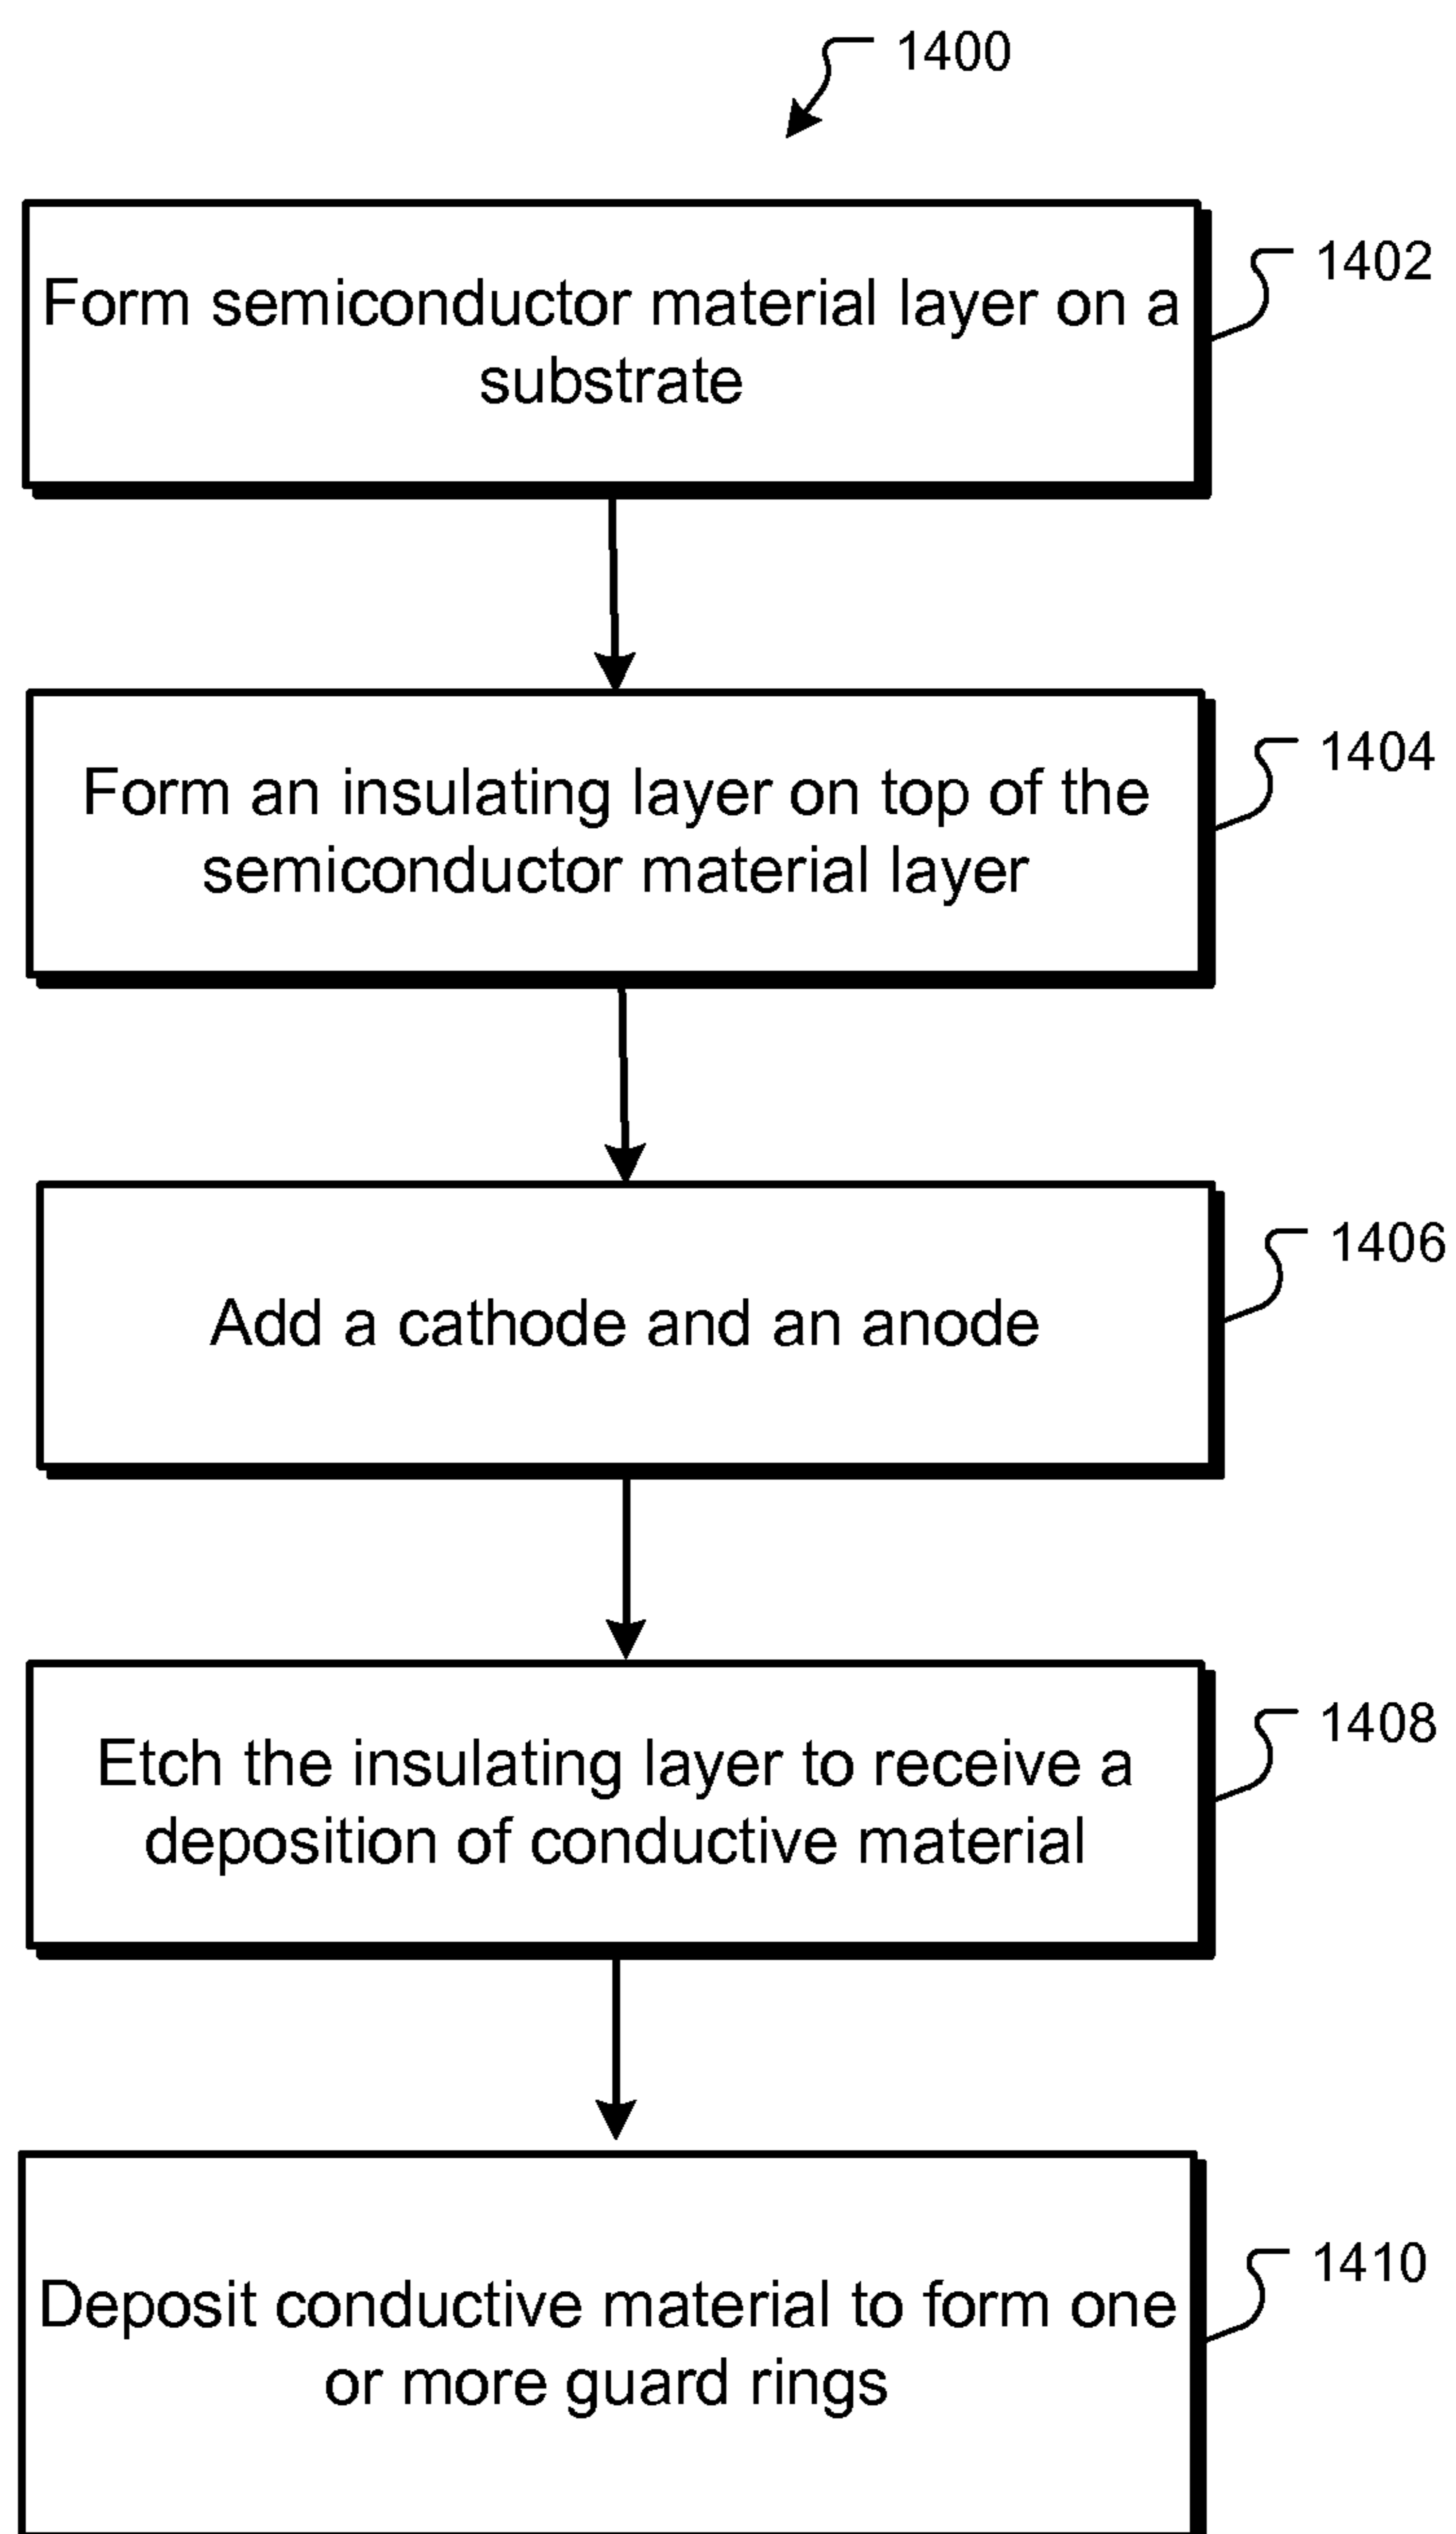 1400
Form semiconductor material layer on a
substrate
1402
Form an insulating layer on top of the
semiconductor material layer
1404
Add a cathode and an anode
1406
Etch the insulating layer to receive a
deposition of conductive material
1408
Deposit conductive material to form one
or more guard rings
1410